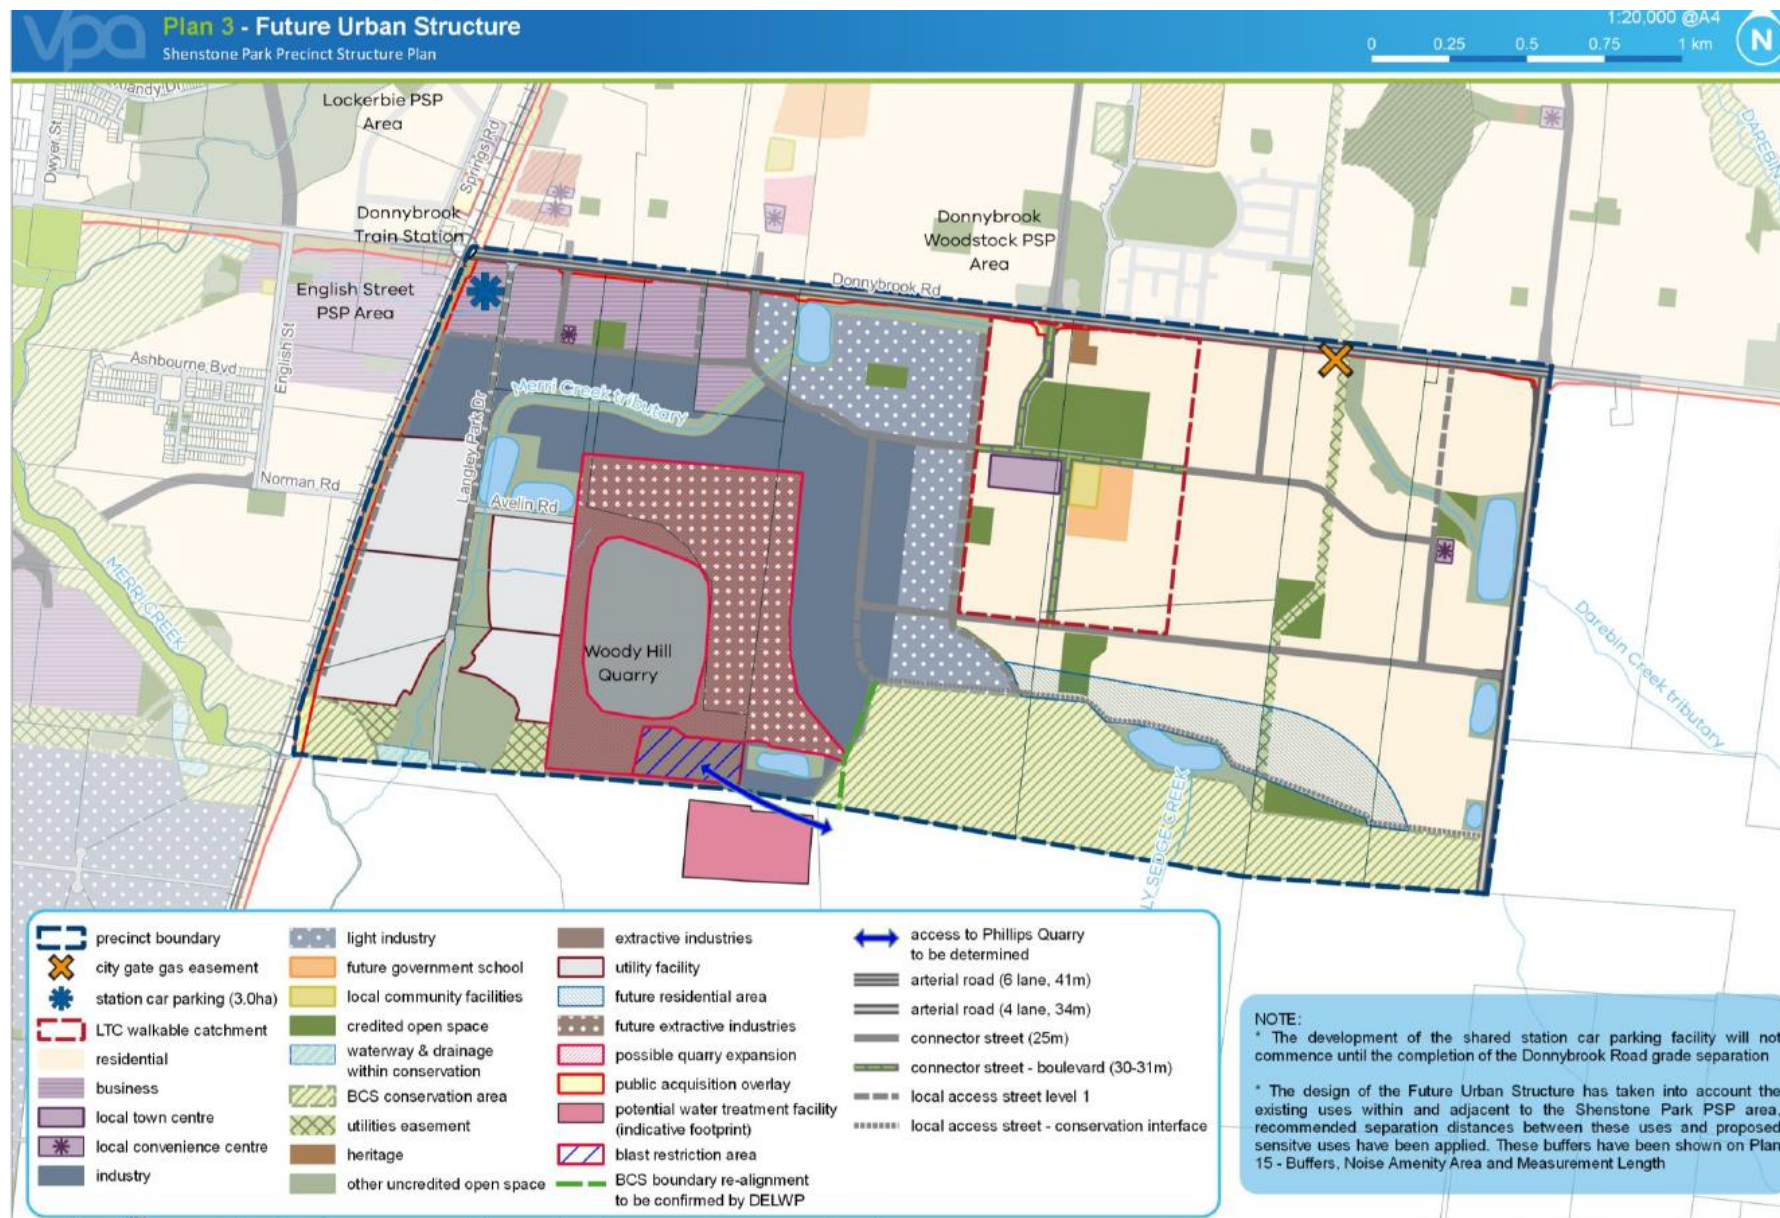 vpa
Plan 3 - Future Urban Structure
Shenstone Park Precinct Structure Plan
1:20,000 @A4
0 0.25 0.5 0.75 1 km
N
Lockerbie PSP
Area
Dwyer St
Springs Rd
Donnybrook
Train Station
English Street
PSP Area
Donnybrook
Woodstock PSP
Area
DAREBIN
Donnybrook Rd
Ashbourne Bvd
English St
Langley Park Dr
Merri Creek tributary
Norman Rd
Avelin Rd
MERRI CREEK
Woody Hill
Quarry
Darebin Creek tributary
LY SEDGE CREEK
precinct boundary
city gate gas easement
station car parking (3.0ha)
LTC walkable catchment
residential
business
local town centre
local convenience centre
industry
light industry
future government school
local community facilities
credited open space
waterway & drainage
within conservation
BCS conservation area
utilities easement
heritage
other uncredited open space
extractive industries
utility facility
future residential area
future extractive industries
possible quarry expansion
public acquisition overlay
potential water treatment facility
(indicative footprint)
blast restriction area
BCS boundary re-alignment
to be confirmed by DELWP
access to Phillips Quarry
to be determined
arterial road (6 lane, 41m)
arterial road (4 lane, 34m)
connector street (25m)
connector street - boulevard (30-31m)
local access street level 1
local access street - conservation interface
NOTE:
* The development of the shared station car parking facility will not
commence until the completion of the Donnybrook Road grade separation
* The design of the Future Urban Structure has taken into account the
existing uses within and adjacent to the Shenstone Park PSP area,
recommended separation distances between these uses and proposed
sensitve uses have been applied. These buffers have been shown on Plan
15 - Buffers, Noise Amenity Area and Measurement Length